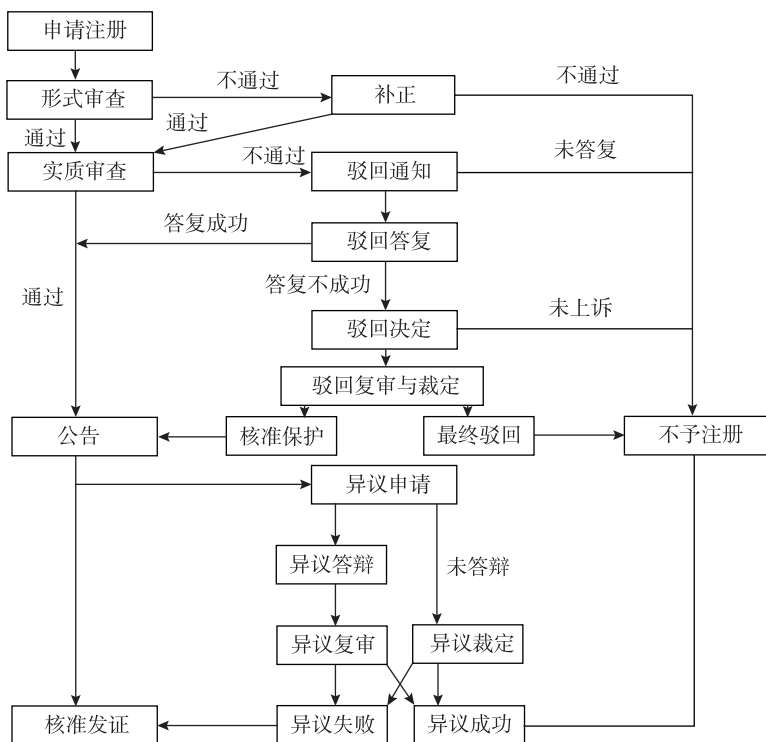 申请注册
不通过
不通过
形式审查
补正
通过
通过
不通过
未答复
实质审查
驳回通知
答复成功
驳回答复
答复不成功
通过
未上诉
驳回决定
驳回复审与裁定
公告
核准保护
最终驳回
不予注册
异议申请
异议答辩
未答辩
异议复审
异议裁定
核准发证
异议失败
异议成功